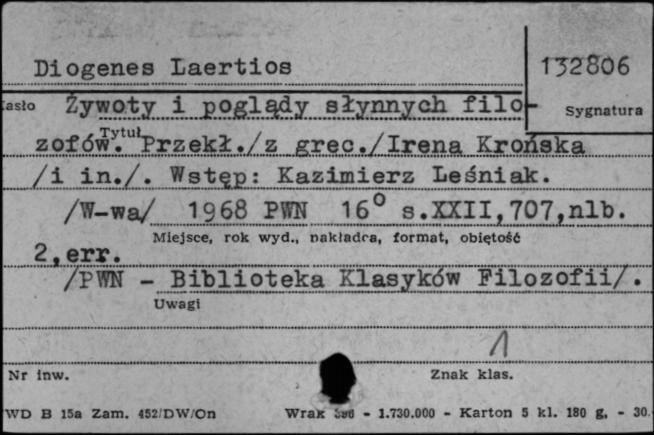 Diogenes Laertios
132806
Żywoty i poglądy słynnych filo-
Sygnatura
Tytuł
zofów. Przekł./z grec./Irena Krońska
/i in./. Wstęp: Kazimierz Leśniak.
/W-wa/ 1968 PWN 16° s.XXII,707,nlb.
Miejsce, rok wyd., nakładca, format, objętość
2,err.
/PWN - Biblioteka Klasyków Filozofii/.
Uwagi
1
Nr inw.
Znak klas.
WD B 15a Zam. 452/DW/On Wrak - 1.730.000 - Karton 5 kl. 180 g, - 30.